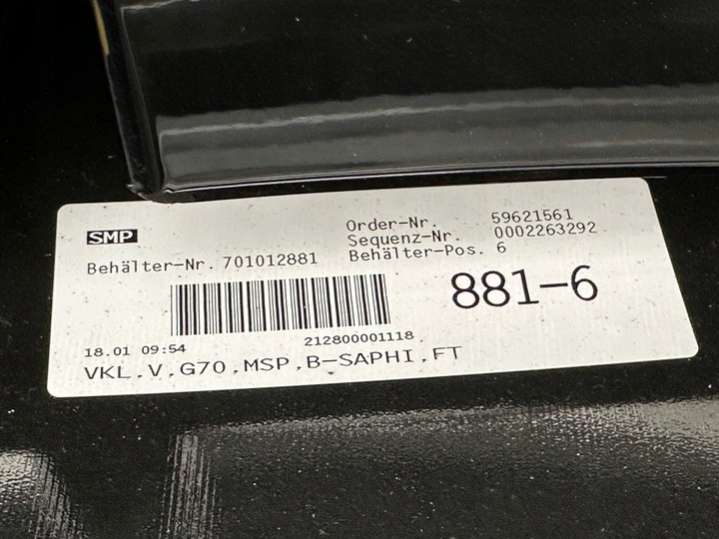 SMP
Order-Nr. 59621561
Sequenz-Nr. 0002263292
Behälter-Nr. 701012881 Behälter-Pos. 6
881-6
212800001118
18.01 09:54
VKL.V.G70.MSP.B-SAPHI.FT